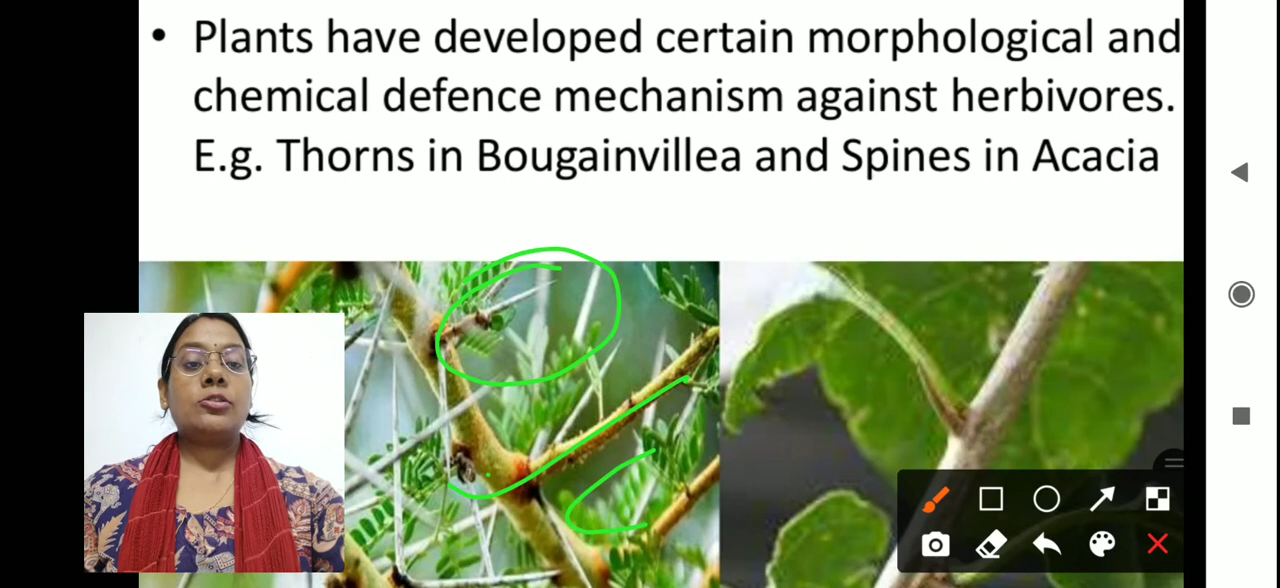 • Plants have developed certain morphological and
chemical defence mechanism against herbivores.
E.g. Thorns in Bougainvillea and Spines in Acacia